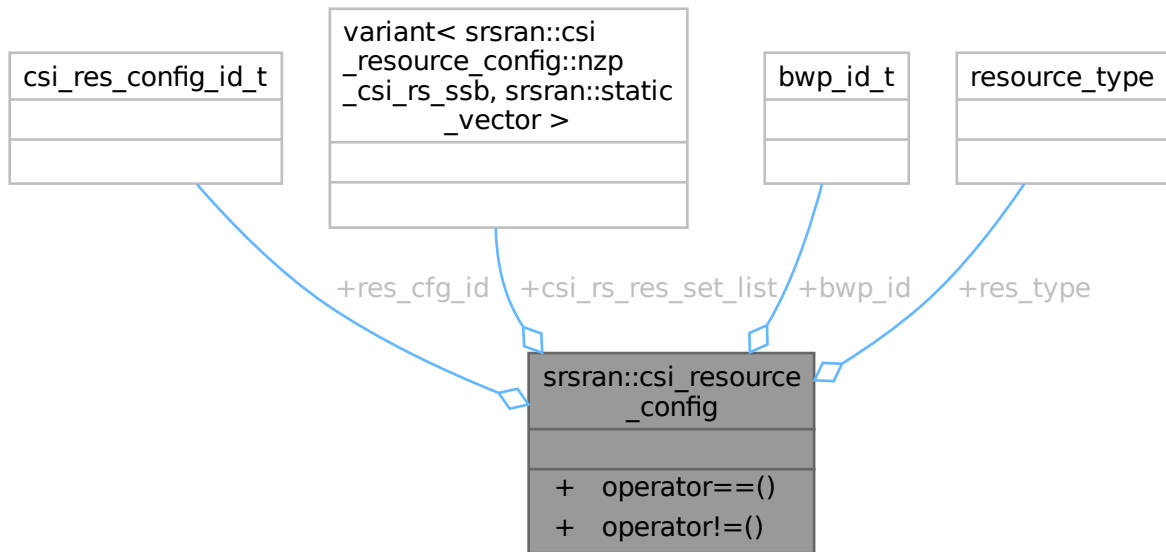 csi_res_config_id_t
variant< srsran::csi
_resource_config::nzp
_csi_rs_ssb, srsran::static
_vector >
bwp_id_t
resource_type
+res_cfg_id
+csi_rs_res_set_list
+bwp_id
+res_type
srsran::csi_resource
_config
+ operator==()
+ operator!=()